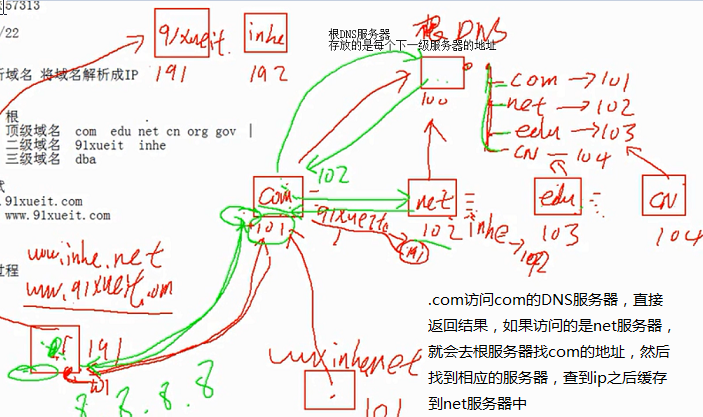 57313
91xueit.
inhe
根DNS服务器
存放的是每个下一级服务器的地址
根DNS
/22
191
192
析域名 将域名解析成IP
100
com → 101
net → 102
edu → 103
CN → 104
根
顶级域名 com edu net cn org gov |
二级域名 91xueit inhe
三级域名 dba
102
com
net
edu
CN
式
.91xueit.com
www.91xueit.com
101
91xueit
102
inhe
103
104
191
过程
www.inhe.net
www.91xueit.com
191
101
8.8.8.8
www.inhe.net
101
.com访问com的DNS服务器，直接
返回结果，如果访问的是net服务器，
就会去根服务器找com的地址，然后
找到相应的服务器，查到ip之后缓存
到net服务器中